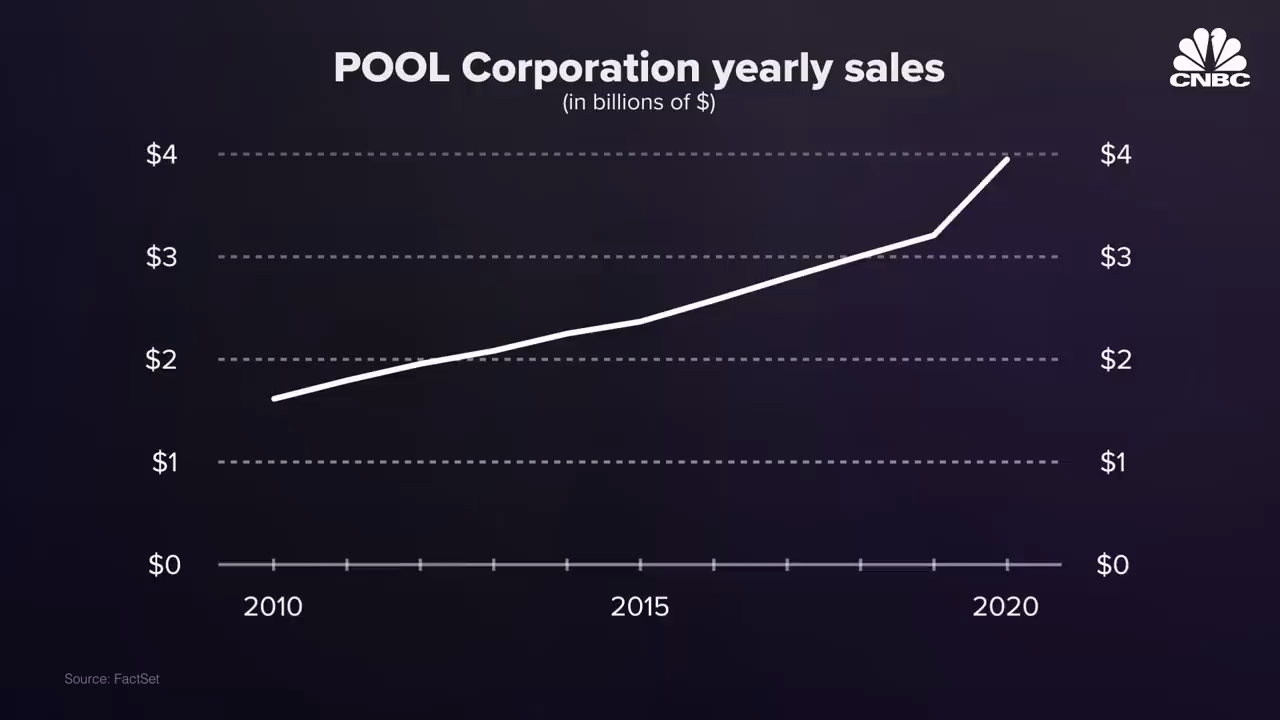 POOL Corporation yearly sales
(in billions of $)
CNBC
$4 $4
$3 $3
$2 $2
$1 $1
$0 $0
2010 2015 2020
Source: FactSet